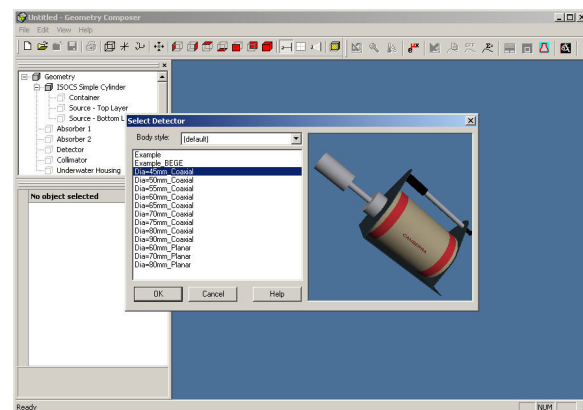 Untitled - Geometry Composer
File Edit View Help
Geometry
ISOCS Simple Cylinder
Container
Source - Top Layer
Source - Bottom L
Absorber 1
Absorber 2
Detector
Collimator
Underwater Housing
No object selected
Select Detector
Body style: (default)
Example
Example_BEGE
Dia=45mm_Coaxial
Dia=50mm_Coaxial
Dia=55mm_Coaxial
Dia=60mm_Coaxial
Dia=65mm_Coaxial
Dia=70mm_Coaxial
Dia=75mm_Coaxial
Dia=80mm_Coaxial
Dia=90mm_Coaxial
Dia=60mm_Planar
Dia=70mm_Planar
Dia=80mm_Planar
OK Cancel Help
CANBERRA
Ready NUM